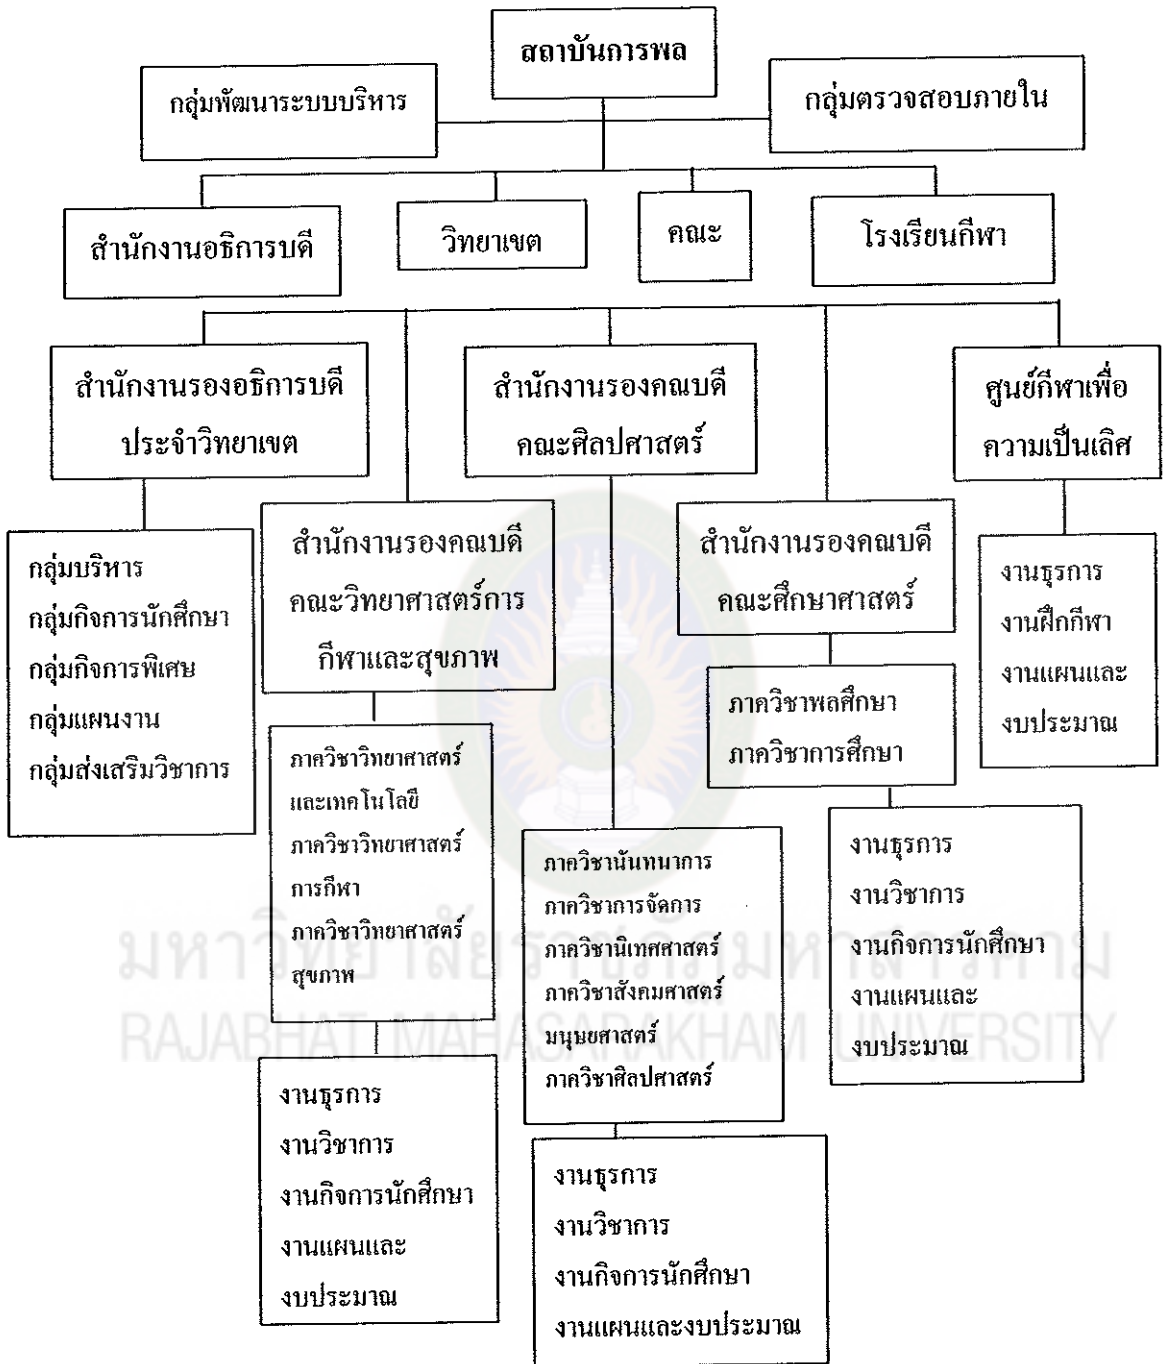 สถาบันการพล
กลุ่มพัฒนาระบบบริหาร
กลุ่มตรวจสอบภายใน
สำนักงานอธิการบดี
วิทยาเขต
คณะ
โรงเรียนกีฬา
สำนักงานรองอธิการบดี
ประจำวิทยาเขต
สำนักงานรองคณบดี
คณะศิลปศาสตร์
ศูนย์กีฬาเพื่อ
ความเป็นเลิศ
กลุ่มบริหาร
กลุ่มกิจการนักศึกษา
กลุ่มกิจการพิเศษ
กลุ่มแผนงาน
กลุ่มส่งเสริมวิชาการ
สำนักงานรองคณบดี
คณะวิทยาศาสตร์การ
กีฬาและสุขภาพ
สำนักงานรองคณบดี
คณะศึกษาศาสตร์
งานธุรการ
งานฝึกกีฬา
งานแผนและ
งบประมาณ
ภาควิชาพลศึกษา
ภาควิชาการศึกษา
ภาควิชาวิทยาศาสตร์
และเทคโนโลยี
ภาควิชาวิทยาศาสตร์
การกีฬา
ภาควิชาวิทยาศาสตร์
สุขภาพ
ภาควิชานันทนาการ
ภาควิชาการจัดการ
ภาควิชานิเทศศาสตร์
ภาควิชาสังคมศาสตร์
มนุษยศาสตร์
ภาควิชาศิลปศาสตร์
งานธุรการ
งานวิชาการ
งานกิจการนักศึกษา
งานแผนและ
งบประมาณ
งานธุรการ
งานวิชาการ
งานกิจการนักศึกษา
งานแผนและ
งบประมาณ
งานธุรการ
งานวิชาการ
งานกิจการนักศึกษา
งานแผนและงบประมาณ
มหาวิทยาลัยราชภัฏมหาสารคาม
RAJABHAT MAHASARAKHAM UNIVERSITY